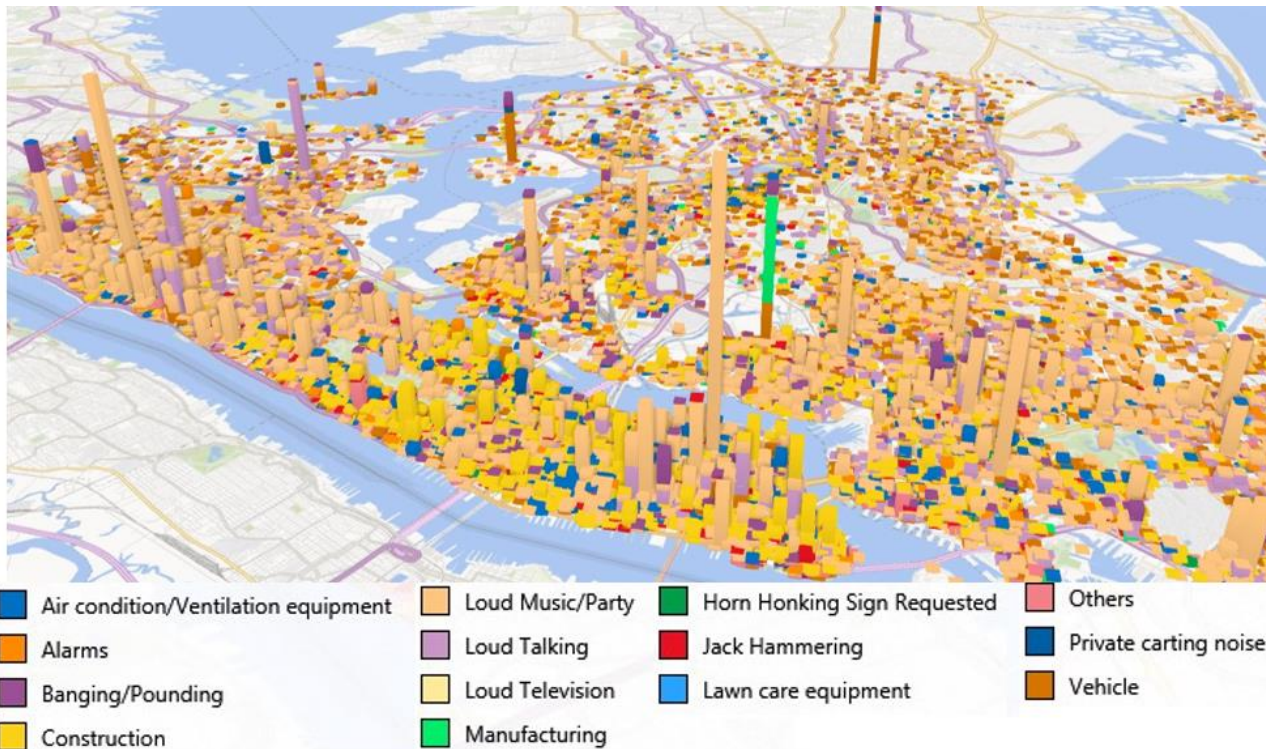 Air condition/Ventilation equipment
Alarms
Banging/Pounding
Construction
Loud Music/Party
Loud Talking
Loud Television
Manufacturing
Horn Honking Sign Requested
Jack Hammering
Lawn care equipment
Others
Private carting noise
Vehicle